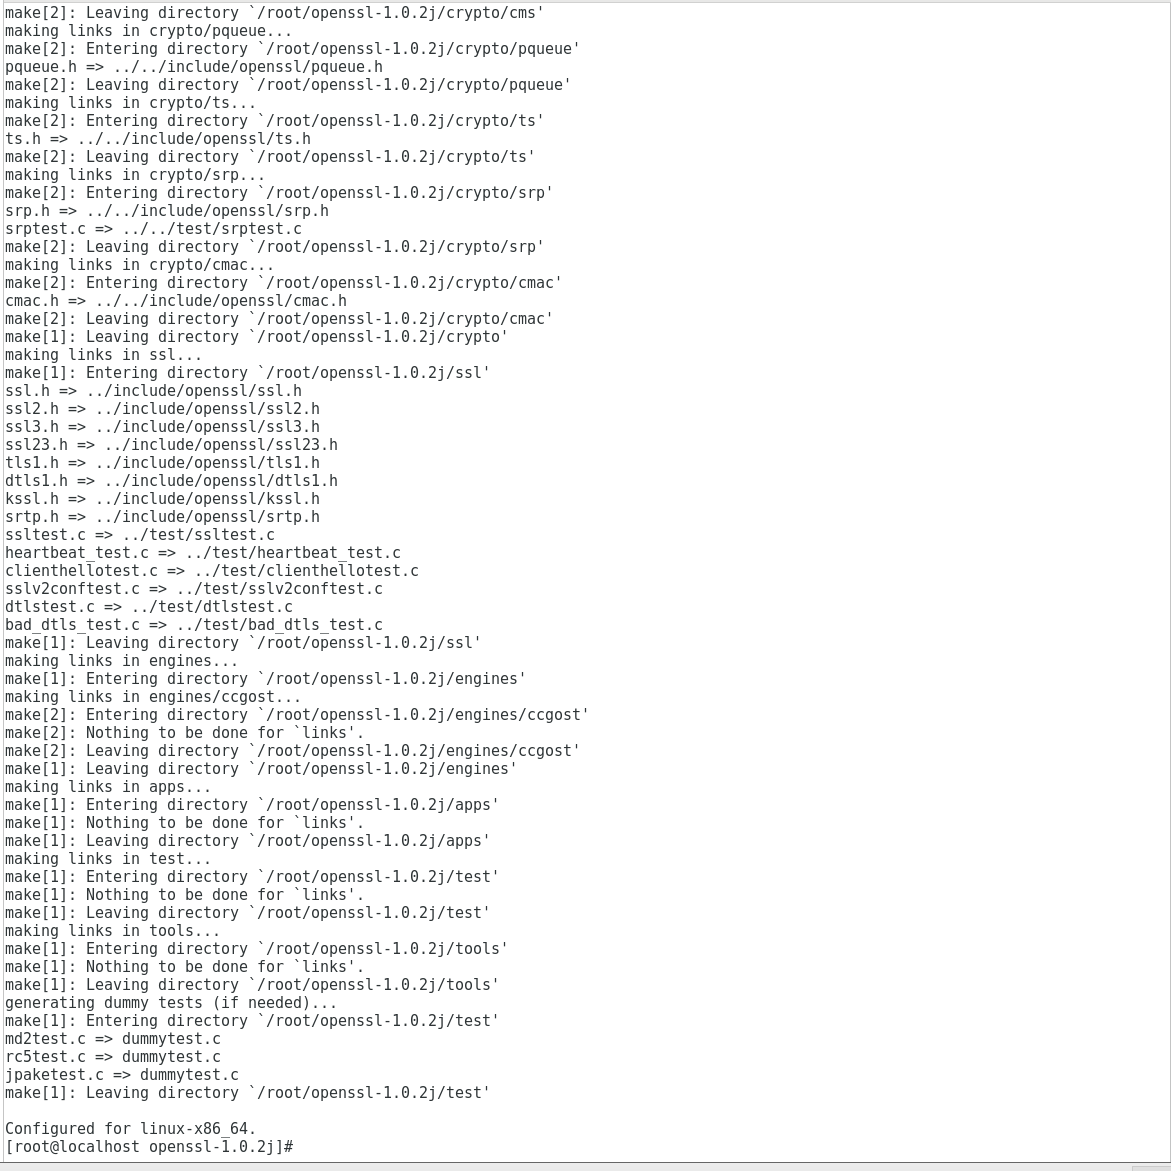 make[2]: Leaving directory `/root/openssl-1.0.2j/crypto/cms'
making links in crypto/pqueue...
make[2]: Entering directory `/root/openssl-1.0.2j/crypto/pqueue'
pqueue.h => ../../include/openssl/pqueue.h
make[2]: Leaving directory `/root/openssl-1.0.2j/crypto/pqueue'
making links in crypto/ts...
make[2]: Entering directory `/root/openssl-1.0.2j/crypto/ts'
ts.h => ../../include/openssl/ts.h
make[2]: Leaving directory `/root/openssl-1.0.2j/crypto/ts'
making links in crypto/srp...
make[2]: Entering directory `/root/openssl-1.0.2j/crypto/srp'
srp.h => ../../include/openssl/srp.h
srptest.c => ../../test/srptest.c
make[2]: Leaving directory `/root/openssl-1.0.2j/crypto/srp'
making links in crypto/cmac...
make[2]: Entering directory `/root/openssl-1.0.2j/crypto/cmac'
cmac.h => ../../include/openssl/cmac.h
make[2]: Leaving directory `/root/openssl-1.0.2j/crypto/cmac'
make[1]: Leaving directory `/root/openssl-1.0.2j/crypto'
making links in ssl...
make[1]: Entering directory `/root/openssl-1.0.2j/ssl'
ssl.h => ../include/openssl/ssl.h
ssl2.h => ../include/openssl/ssl2.h
ssl3.h => ../include/openssl/ssl3.h
ssl23.h => ../include/openssl/ssl23.h
tls1.h => ../include/openssl/tls1.h
dtls1.h => ../include/openssl/dtls1.h
kssl.h => ../include/openssl/kssl.h
srtp.h => ../include/openssl/srtp.h
ssltest.c => ../test/ssltest.c
heartbeat_test.c => ../test/heartbeat_test.c
clienthellotest.c => ../test/clienthellotest.c
sslv2conftest.c => ../test/sslv2conftest.c
dtlstest.c => ../test/dtlstest.c
bad_dtls_test.c => ../test/bad_dtls_test.c
make[1]: Leaving directory `/root/openssl-1.0.2j/ssl'
making links in engines...
make[1]: Entering directory `/root/openssl-1.0.2j/engines'
making links in engines/ccgost...
make[2]: Entering directory `/root/openssl-1.0.2j/engines/ccgost'
make[2]: Nothing to be done for `links'.
make[2]: Leaving directory `/root/openssl-1.0.2j/engines/ccgost'
make[1]: Leaving directory `/root/openssl-1.0.2j/engines'
making links in apps...
make[1]: Entering directory `/root/openssl-1.0.2j/apps'
make[1]: Nothing to be done for `links'.
make[1]: Leaving directory `/root/openssl-1.0.2j/apps'
making links in test...
make[1]: Entering directory `/root/openssl-1.0.2j/test'
make[1]: Nothing to be done for `links'.
make[1]: Leaving directory `/root/openssl-1.0.2j/test'
making links in tools...
make[1]: Entering directory `/root/openssl-1.0.2j/tools'
make[1]: Nothing to be done for `links'.
make[1]: Leaving directory `/root/openssl-1.0.2j/tools'
generating dummy tests (if needed)...
make[1]: Entering directory `/root/openssl-1.0.2j/test'
md2test.c => dummytest.c
rc5test.c => dummytest.c
jpaketest.c => dummytest.c
make[1]: Leaving directory `/root/openssl-1.0.2j/test'
Configured for linux-x86_64.
[root@localhost openssl-1.0.2j]#